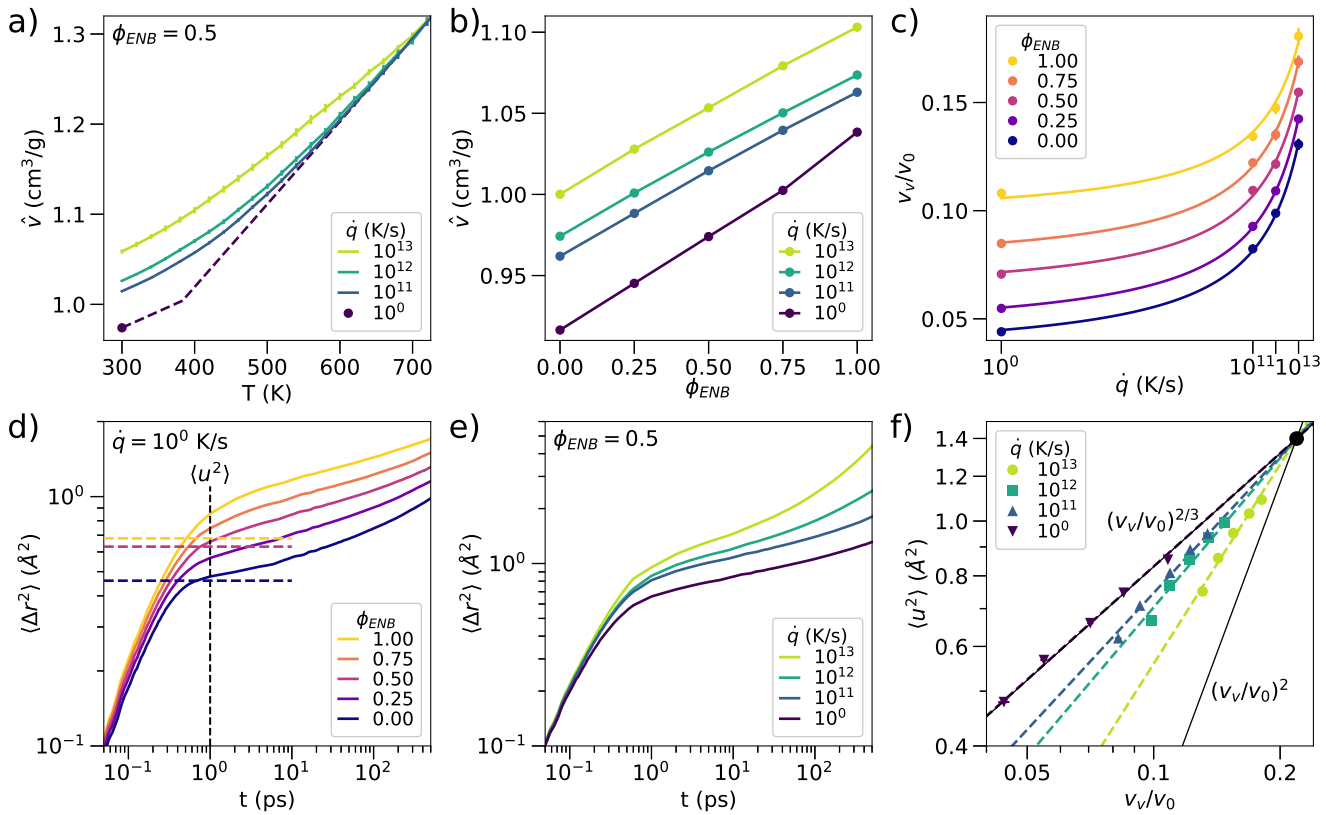 a)
ϕ_ENB = 0.5
1.3
1.2
1.1
1.0
v̂ (cm³/g)
q̇ (K/s)
10¹³
10¹²
10¹¹
10⁰
300 400 500 600 700
T (K)
b)
1.10
1.05
1.00
0.95
v̂ (cm³/g)
q̇ (K/s)
10¹³
10¹²
10¹¹
10⁰
0.00 0.25 0.50 0.75 1.00
ϕ_ENB
c)
ϕ_ENB
1.00
0.75
0.50
0.25
0.00
0.15
0.10
0.05
v_v/v_0
10⁰ 10¹¹ 10¹³
q̇ (K/s)
d)
q̇ = 10⁰ K/s
⟨u²⟩
10⁰
10⁻¹
⟨Δr²⟩ (Å²)
ϕ_ENB
1.00
0.75
0.50
0.25
0.00
10⁻¹ 10⁰ 10¹ 10²
t (ps)
e)
ϕ_ENB = 0.5
10⁰
10⁻¹
⟨Δr²⟩ (Å²)
q̇ (K/s)
10¹³
10¹²
10¹¹
10⁰
10⁻¹ 10⁰ 10¹ 10²
t (ps)
f)
q̇ (K/s)
10¹³
10¹²
10¹¹
10⁰
1.4
1.2
1.0
0.8
0.6
0.4
⟨u²⟩ (Å²)
(v_v/v_0)^2/3
(v_v/v_0)²
0.05 0.1 0.2
v_v/v_0